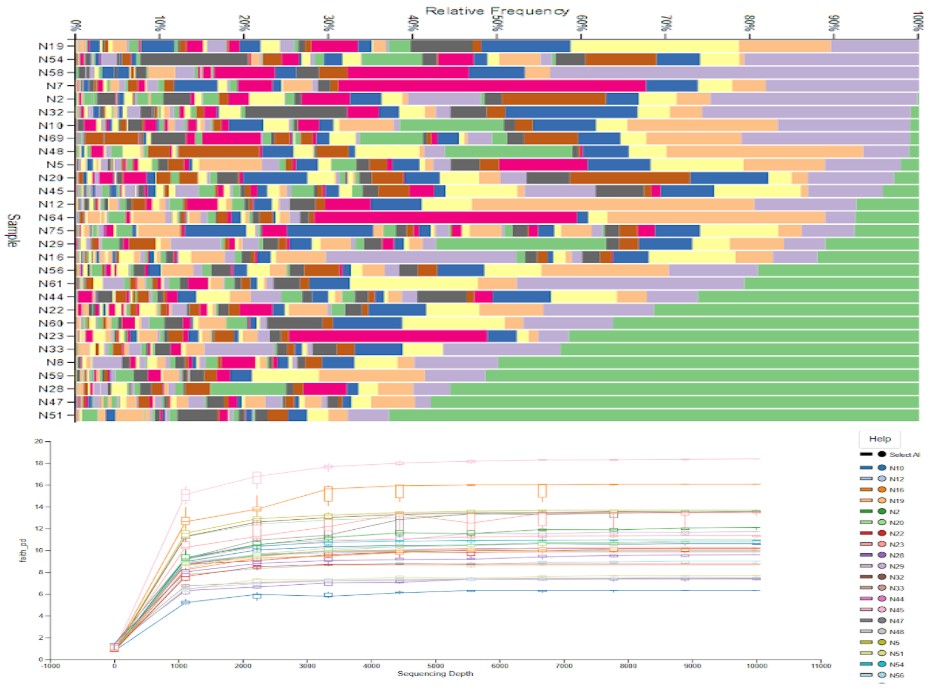 Relative Frequency
0% 10% 20% 30% 40% 50% 60% 70% 80% 90% 100%
Sample
N19
N54
N58
N7
N2
N32
N10
N69
N48
N5
N20
N45
N12
N64
N75
N29
N16
N56
N61
N44
N22
N60
N23
N33
N8
N59
N28
N47
N51
20
18
16
14
12
10
8
6
4
2
0
faith_pd
-1000 0 1000 2000 3000 4000 5000 6000 7000 8000 9000 10000 11000
Sequencing Depth
Help
Select All
N10
N12
N16
N19
N2
N20
N22
N23
N28
N29
N32
N33
N44
N45
N47
N48
N5
N51
N54
N56